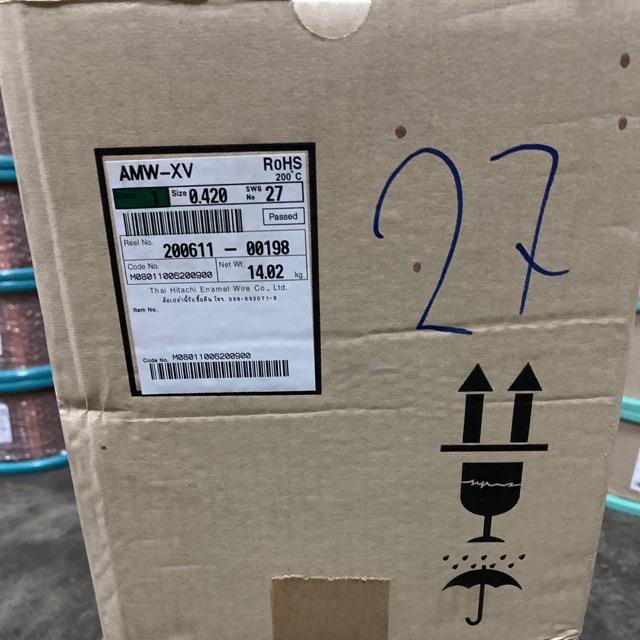 AMW-XV RoHS
200°C
1 Size 0.420 SWG No 27
Passed
Reel No. 200611-00198
Code No. M08011006200900 Net Wt. 14.02 kg
Thai Hitachi Enamel Wire Co., Ltd.
Item No.
Code No. M08011006200900
27